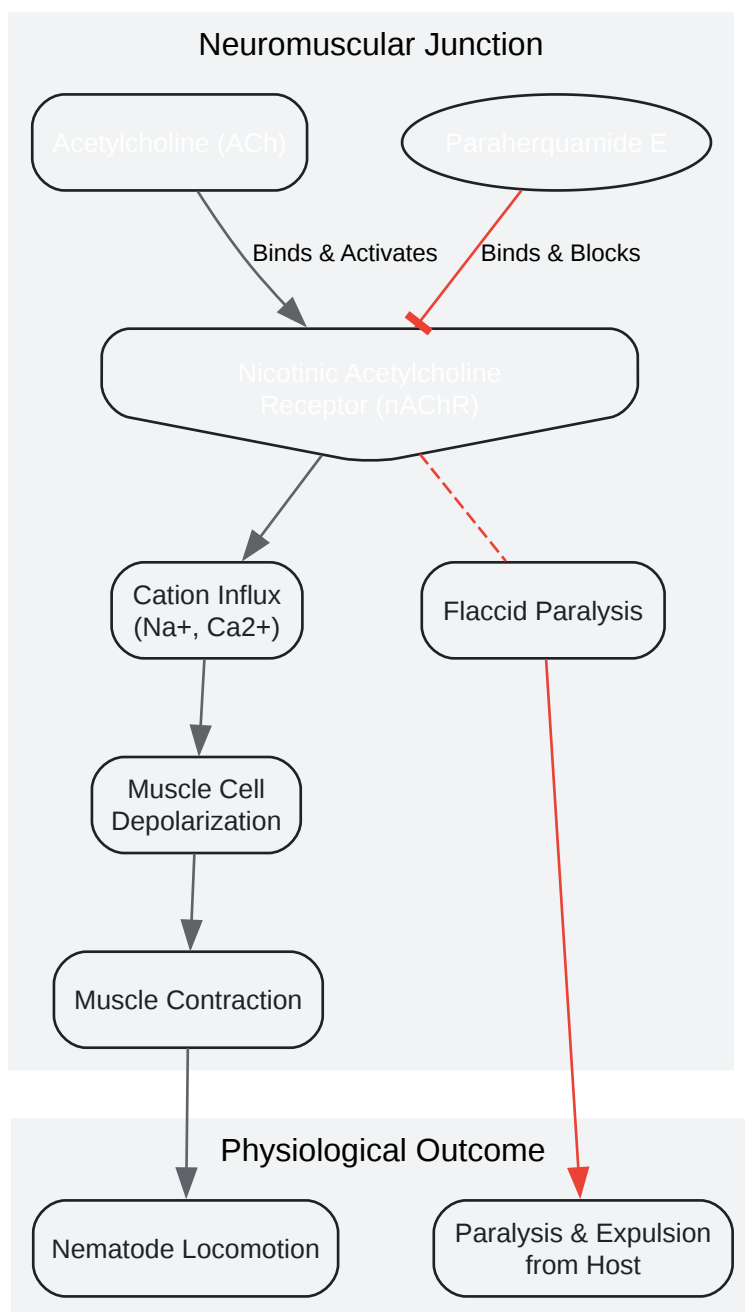 Neuromuscular Junction
Acetylcholine (ACh)
Paraherquamide E
Binds & Activates
Binds & Blocks
Nicotinic Acetylcholine
Receptor (nAChR)
Cation Influx
(Na+, Ca2+)
Flaccid Paralysis
Muscle Cell
Depolarization
Muscle Contraction
Physiological Outcome
Nematode Locomotion
Paralysis & Expulsion
from Host